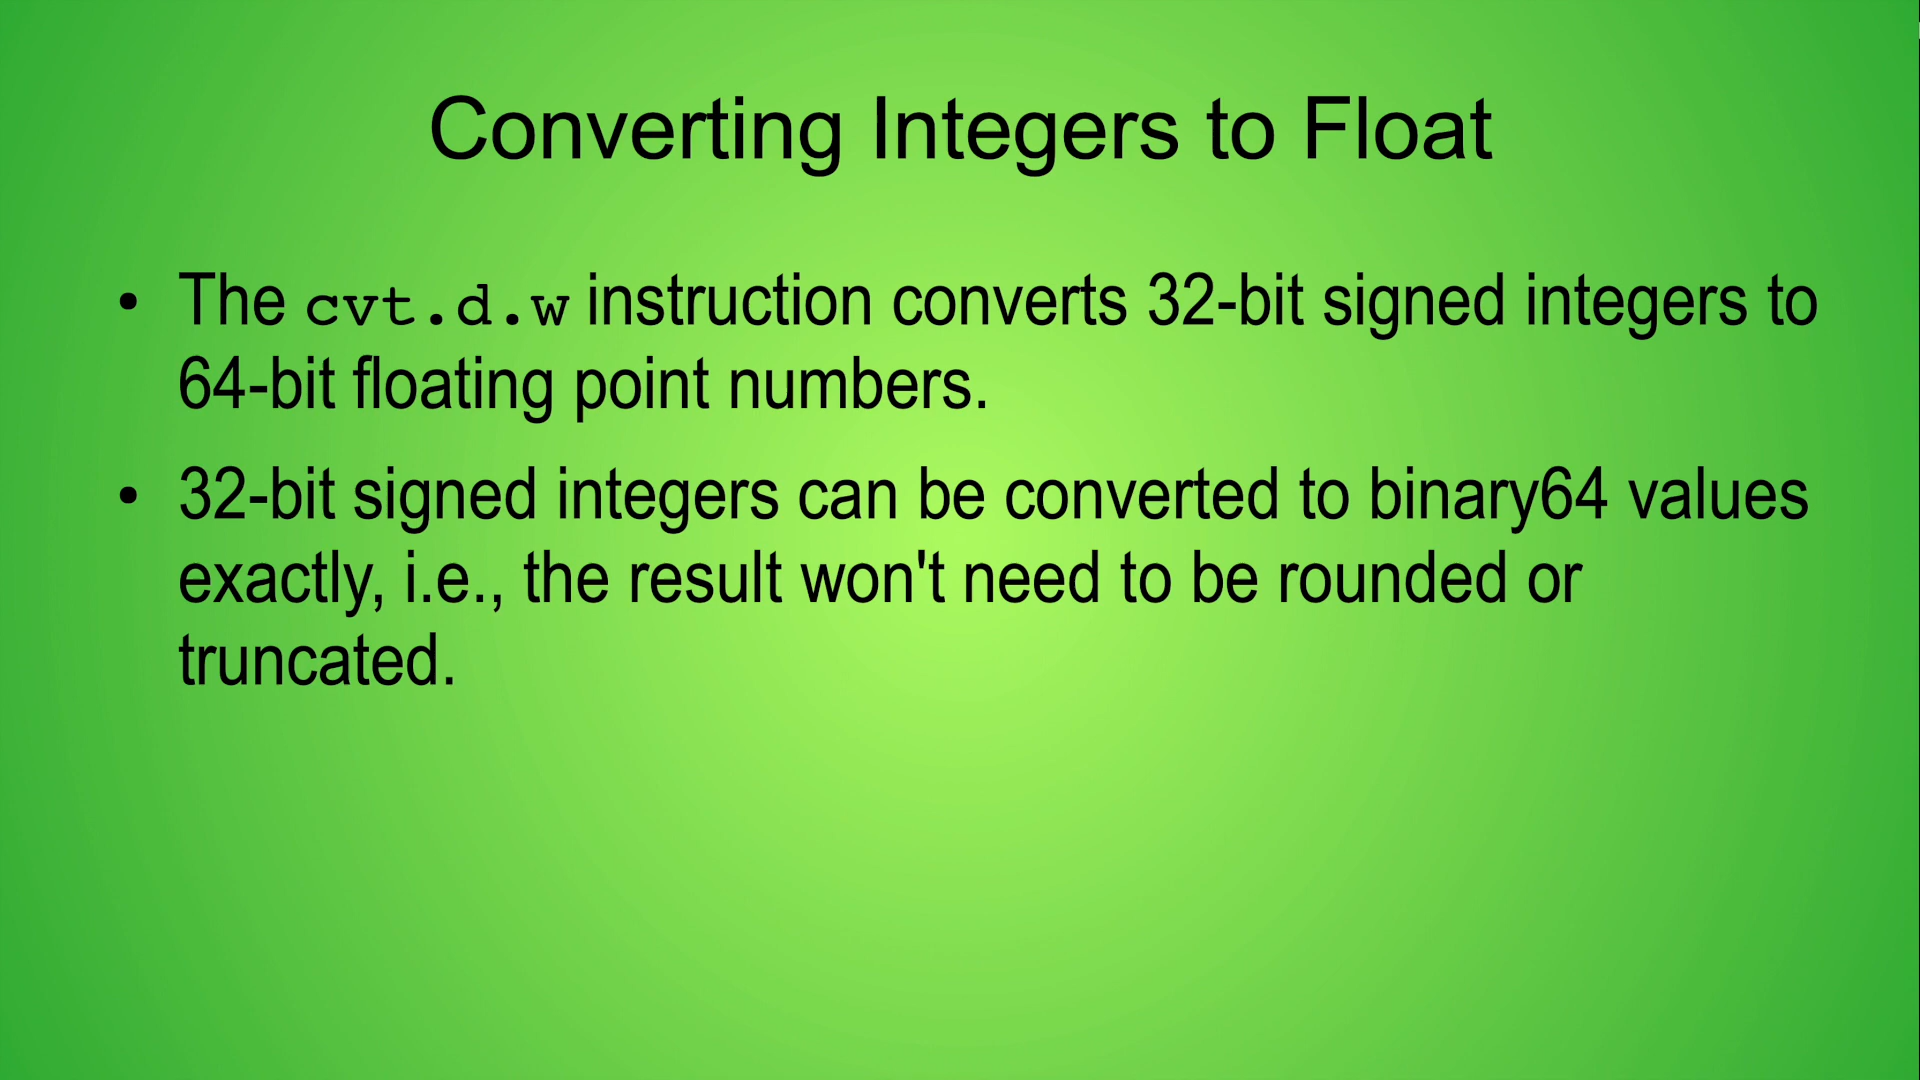 Converting Integers to Float
• The cvt.d.w instruction converts 32-bit signed integers to
64-bit floating point numbers.
• 32-bit signed integers can be converted to binary64 values
exactly, i.e., the result won't need to be rounded or
truncated.